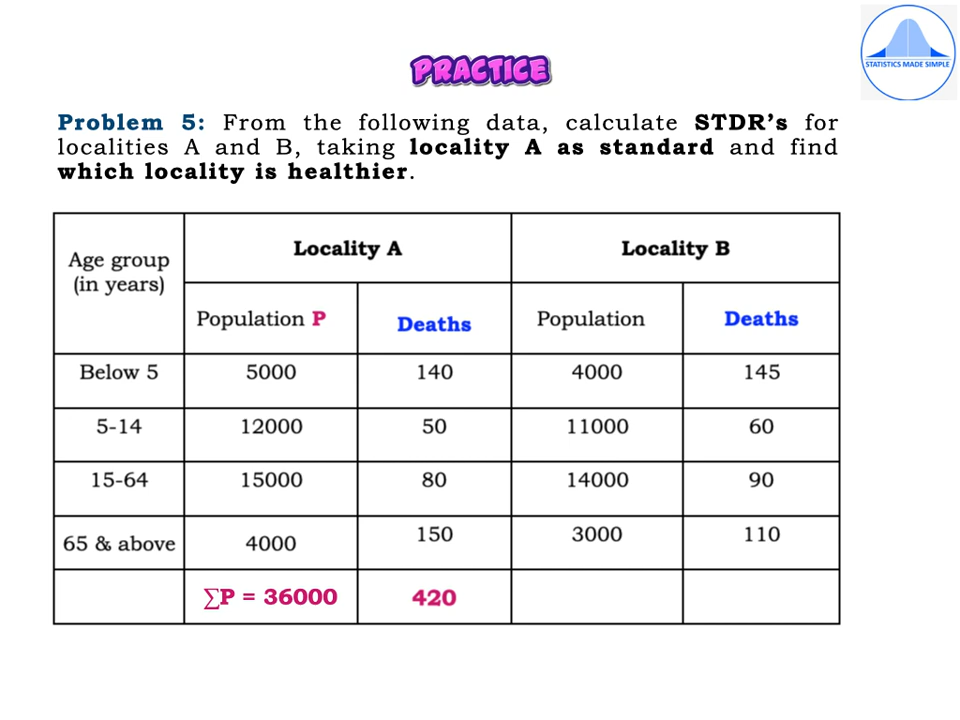 STATISTICS MADE SIMPLE
PRACTICE
Problem 5: From the following data, calculate STDR’s for
localities A and B, taking locality A as standard and find
which locality is healthier.
Age group
(in years)
Locality A
Locality B
Population P
Deaths
Population
Deaths
Below 5 5000 140 4000 145
5-14 12000 50 11000 60
15-64 15000 80 14000 90
65 & above 4000 150 3000 110
∑P = 36000 420